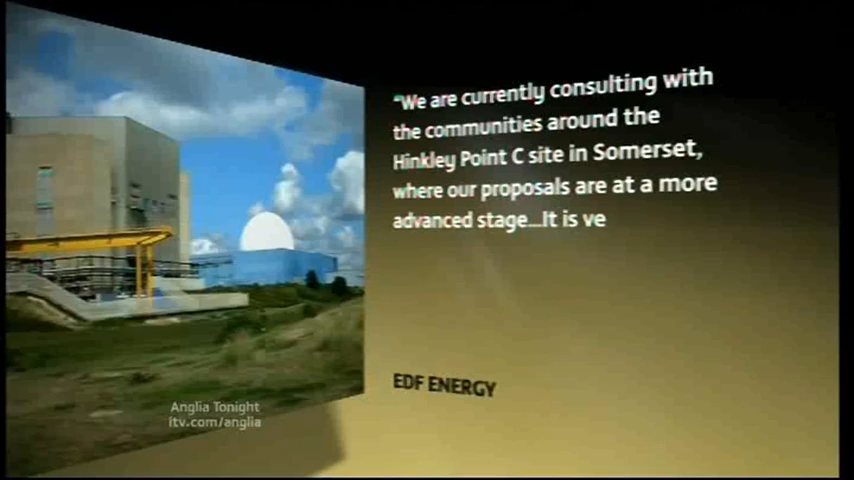 “We are currently consulting with
the communities around the
Hinkley Point C site in Somerset,
where our proposals are at a more
advanced stage...It is ve
EDF ENERGY
Anglia Tonight
itv.com/anglia